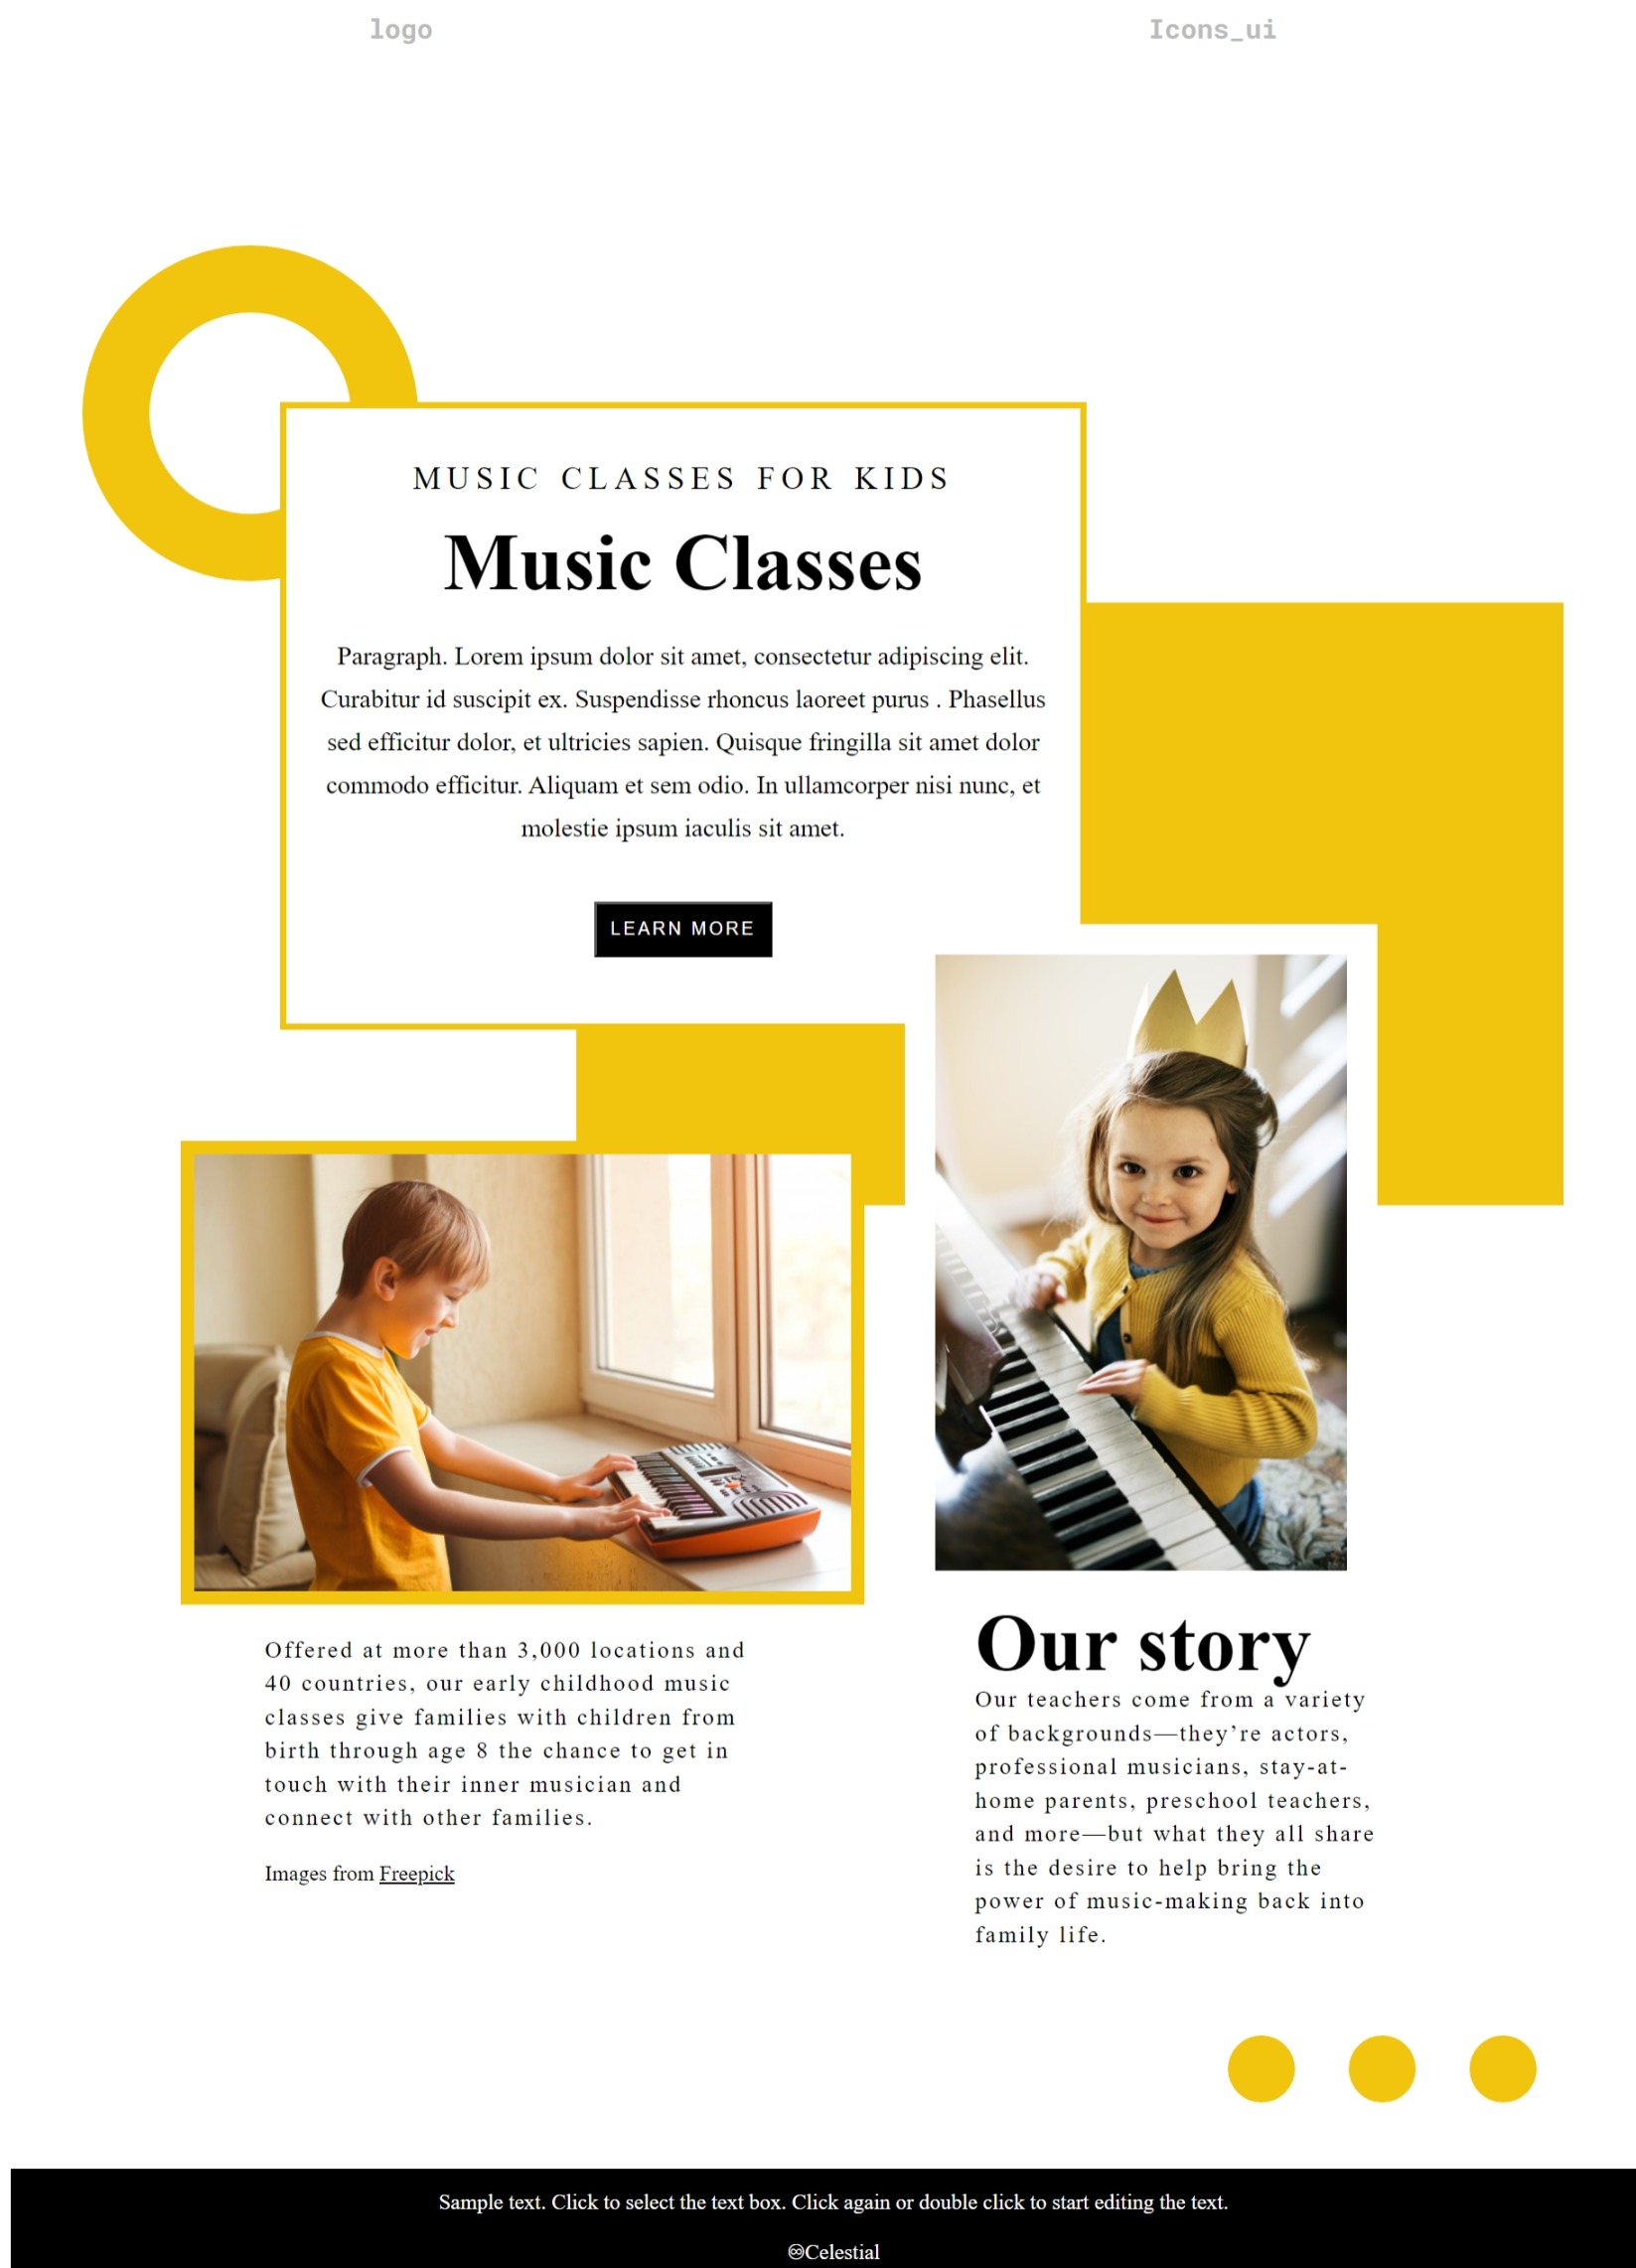 logo
Icons_ui
MUSIC CLASSES FOR KIDS
Music Classes
Paragraph. Lorem ipsum dolor sit amet, consectetur adipiscing elit.
Curabitur id suscipit ex. Suspendisse rhoncus laoreet purus . Phasellus
sed efficitur dolor, et ultricies sapien. Quisque fringilla sit amet dolor
commodo efficitur. Aliquam et sem odio. In ullamcorper nisi nunc, et
molestie ipsum iaculis sit amet.
LEARN MORE
Offered at more than 3,000 locations and
40 countries, our early childhood music
classes give families with children from
birth through age 8 the chance to get in
touch with their inner musician and
connect with other families.
Images from Freepick
Our story
Our teachers come from a variety
of backgrounds—they’re actors,
professional musicians, stay-at-
home parents, preschool teachers,
and more—but what they all share
is the desire to help bring the
power of music-making back into
family life.
Sample text. Click to select the text box. Click again or double click to start editing the text.
♾Celestial